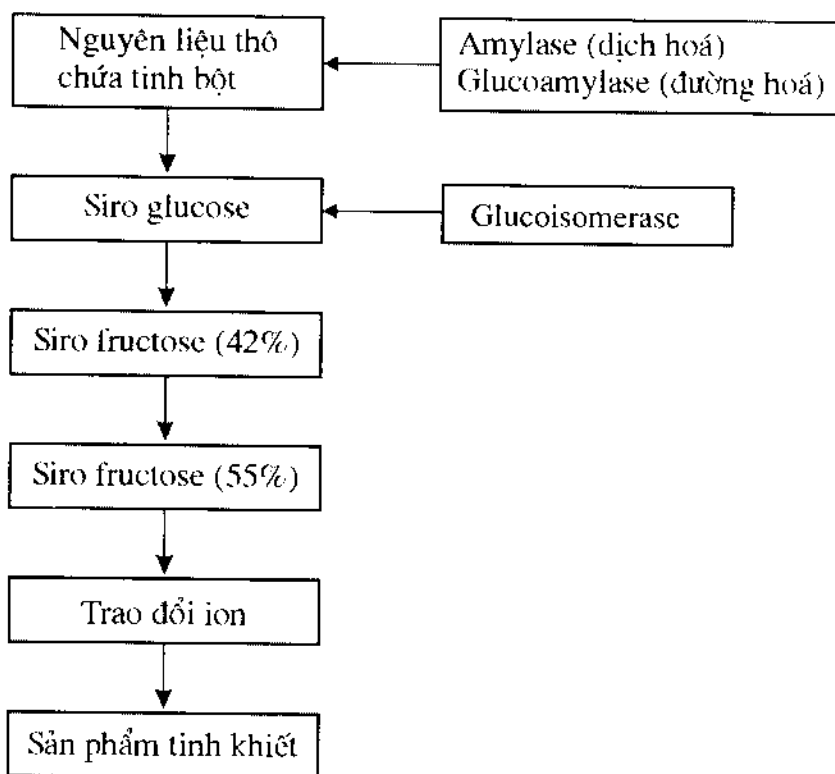 Nguyên liệu thô
chứa tinh bột
Amylase (dịch hoá)
Glucoamylase (đường hoá)
Siro glucose
Glucoisomerase
Siro fructose (42%)
Siro fructose (55%)
Trao đổi ion
Sản phẩm tinh khiết